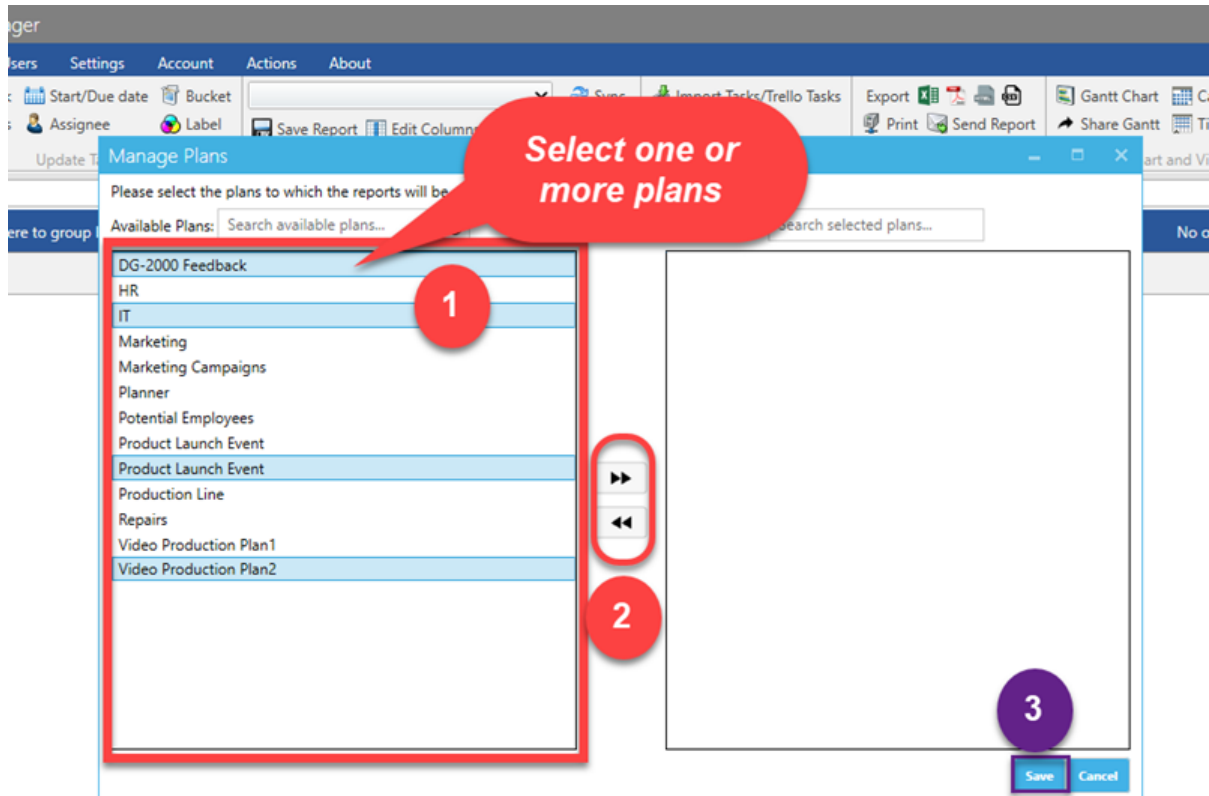 ager
Users Settings Account Actions About
Start/Due date Bucket Sync Import Tasks/Trello Tasks Export Gantt Chart
Assignee Label Save Report Edit Columns Print Send Report Share Gantt
Update
Manage Plans
art and Vi
Please select the plans to which the reports will be
Select one or
more plans
Available Plans: Search available plans... Search selected plans...
ere to group No o
DG-2000 Feedback
HR
IT
Marketing
Marketing Campaigns
Planner
Potential Employees
Product Launch Event
Product Launch Event
Production Line
Repairs
Video Production Plan1
Video Production Plan2
1
2
3
Save Cancel